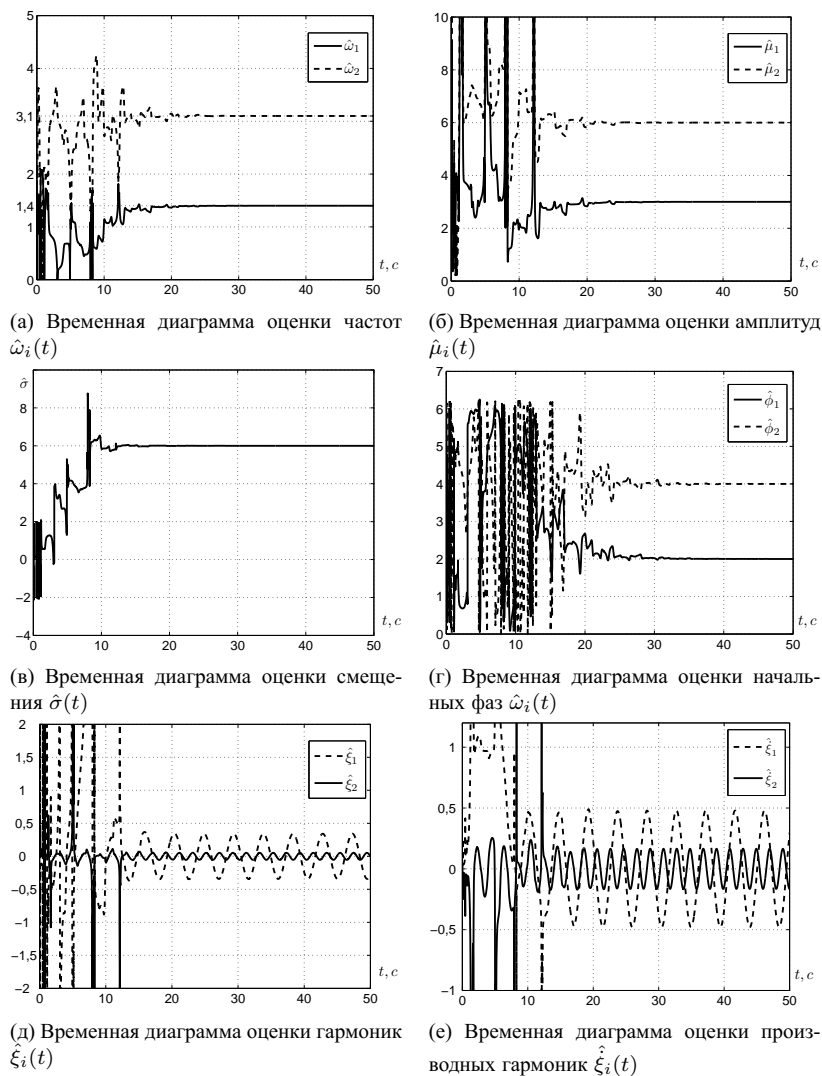 5
4
3,1
1,4
1
0
0 10 20 30 40 50
t, c
ω̂₁
ω̂₂
10
8
6
4
2
0
0 10 20 30 40 50
t, c
μ̂₁
μ̂₂
(а) Временная диаграмма оценки частот
ω̂ᵢ(t)
(б) Временная диаграмма оценки амплитуд
μ̂ᵢ(t)
σ̂
8
6
4
2
0
−2
−4
0 10 20 30 40 50
t, c
7
6
5
4
3
2
1
0
0 10 20 30 40 50
t, c
ϕ̂₁
ϕ̂₂
(в) Временная диаграмма оценки смеще-
ния σ̂(t)
(г) Временная диаграмма оценки началь-
ных фаз ω̂ᵢ(t)
2
1,5
1
0,5
0
−0,5
−1
−1,5
−2
0 10 20 30 40 50
t, c
ξ̂₁
ξ̂₂
1
0,5
0
−0,5
−1
0 10 20 30 40 50
t, c
ξ̇̂₁
ξ̇̂₂
(д) Временная диаграмма оценки гармоник
ξ̂ᵢ(t)
(е) Временная диаграмма оценки произ-
водных гармоник ξ̇̂ᵢ(t)